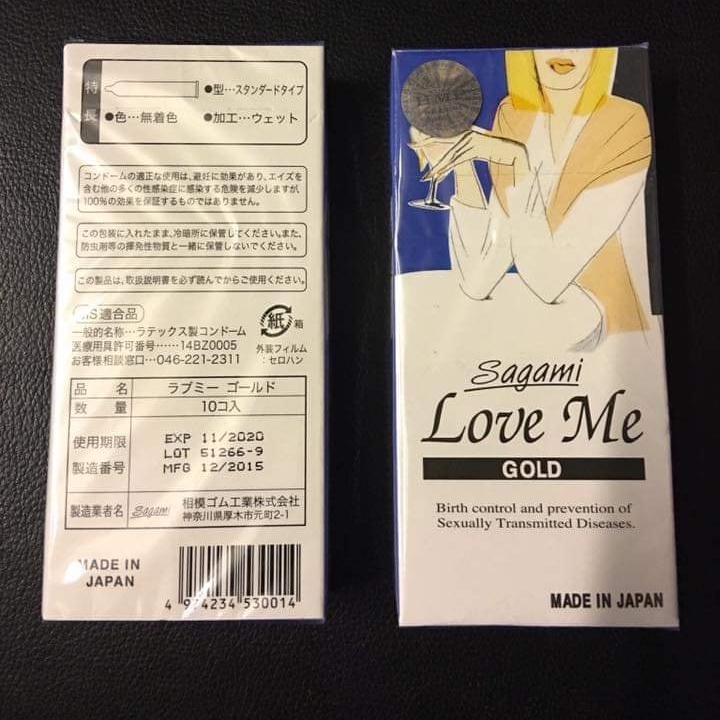 特長
●型…スタンダードタイプ
●色…無着色 ●加工…ウェット
コンドームの適正な使用は、避妊に効果があり、エイズを
含む他の多くの性感染症に感染する危険を減少しますが、
100%の効果を保証するものではありません。
この包装に入れたまま、冷暗所に保管してください。また、
防虫剤等の揮発性物質と一緒に保管しないでください。
この製品は、取扱説明書を必ず読んでからご使用ください。
JIS適合品
一般的名称…ラテックス製コンドーム
医療用具許可番号……14BZ0005
お客様相談窓口…046-221-2311
紙 箱
外装フィルム
:セロハン
品名 ラブミー ゴールド
数量 10コ入
使用期限 EXP 11/2020
LOT 51266-9
製造番号 MFG 12/2015
製造業者名 Sagami 相模ゴム工業株式会社
神奈川県厚木市元町2-1
MADE IN
JAPAN
4 974234 530014
Sagami
Love Me
GOLD
Birth control and prevention of
Sexually Transmitted Diseases.
MADE IN JAPAN